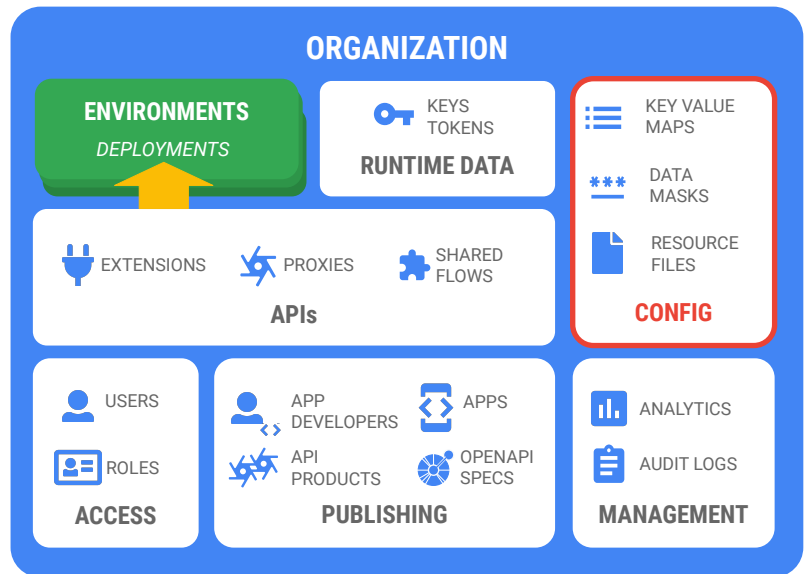 ORGANIZATION
ENVIRONMENTS
DEPLOYMENTS
KEYS
TOKENS
RUNTIME DATA
KEY VALUE
MAPS
***
DATA
MASKS
RESOURCE
FILES
CONFIG
EXTENSIONS
PROXIES
SHARED
FLOWS
APIs
USERS
ROLES
ACCESS
APP
DEVELOPERS
APPS
API
PRODUCTS
OPENAPI
SPECS
PUBLISHING
ANALYTICS
AUDIT LOGS
MANAGEMENT